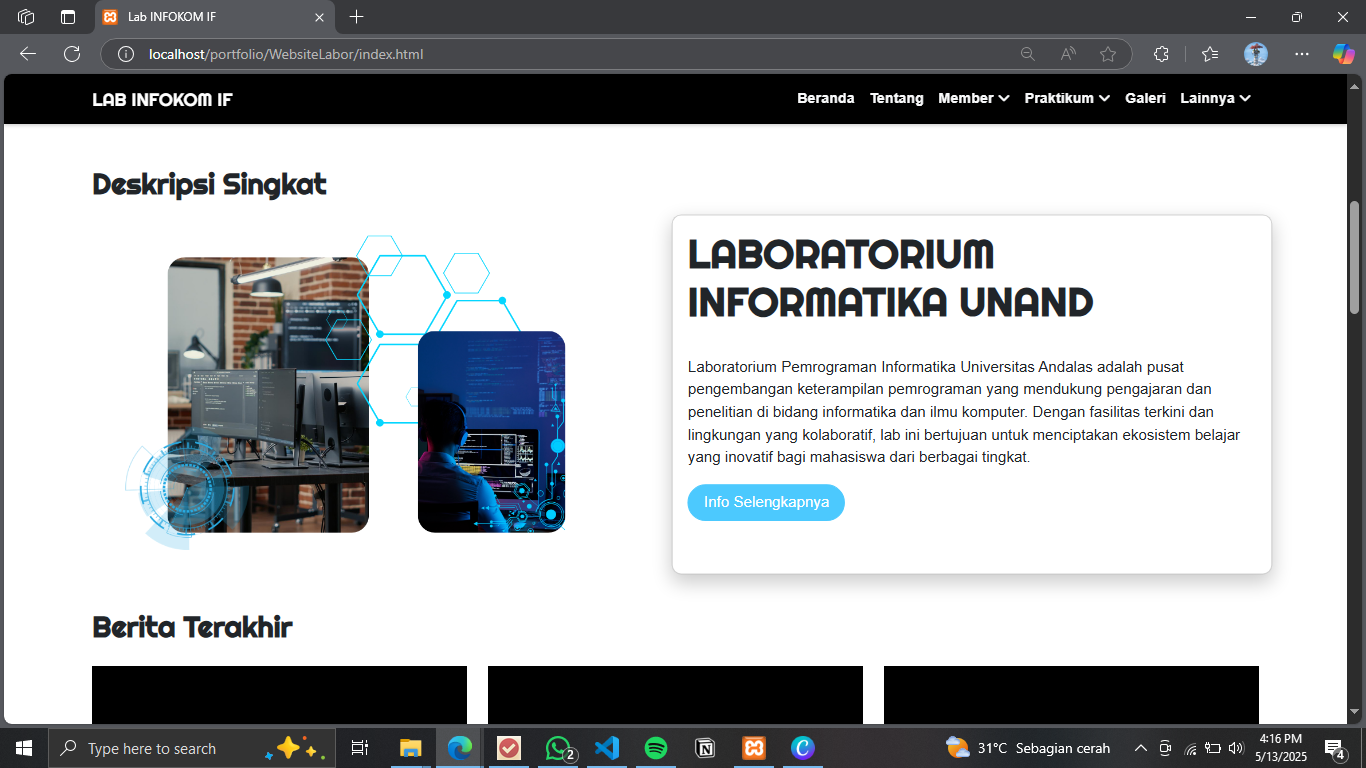 Lab INFOKOM IF
localhost/portfolio/WebsiteLabor/index.html
LAB INFOKOM IF
Beranda Tentang Member Praktikum Galeri Lainnya
Deskripsi Singkat
LABORATORIUM
INFORMATIKA UNAND
Laboratorium Pemrograman Informatika Universitas Andalas adalah pusat
pengembangan keterampilan pemrograman yang mendukung pengajaran dan
penelitian di bidang informatika dan ilmu komputer. Dengan fasilitas terkini dan
lingkungan yang kolaboratif, lab ini bertujuan untuk menciptakan ekosistem belajar
yang inovatif bagi mahasiswa dari berbagai tingkat.
Info Selengkapnya
Berita Terakhir
Type here to search
2
31°C Sebagian cerah
4:16 PM
5/13/2025
4